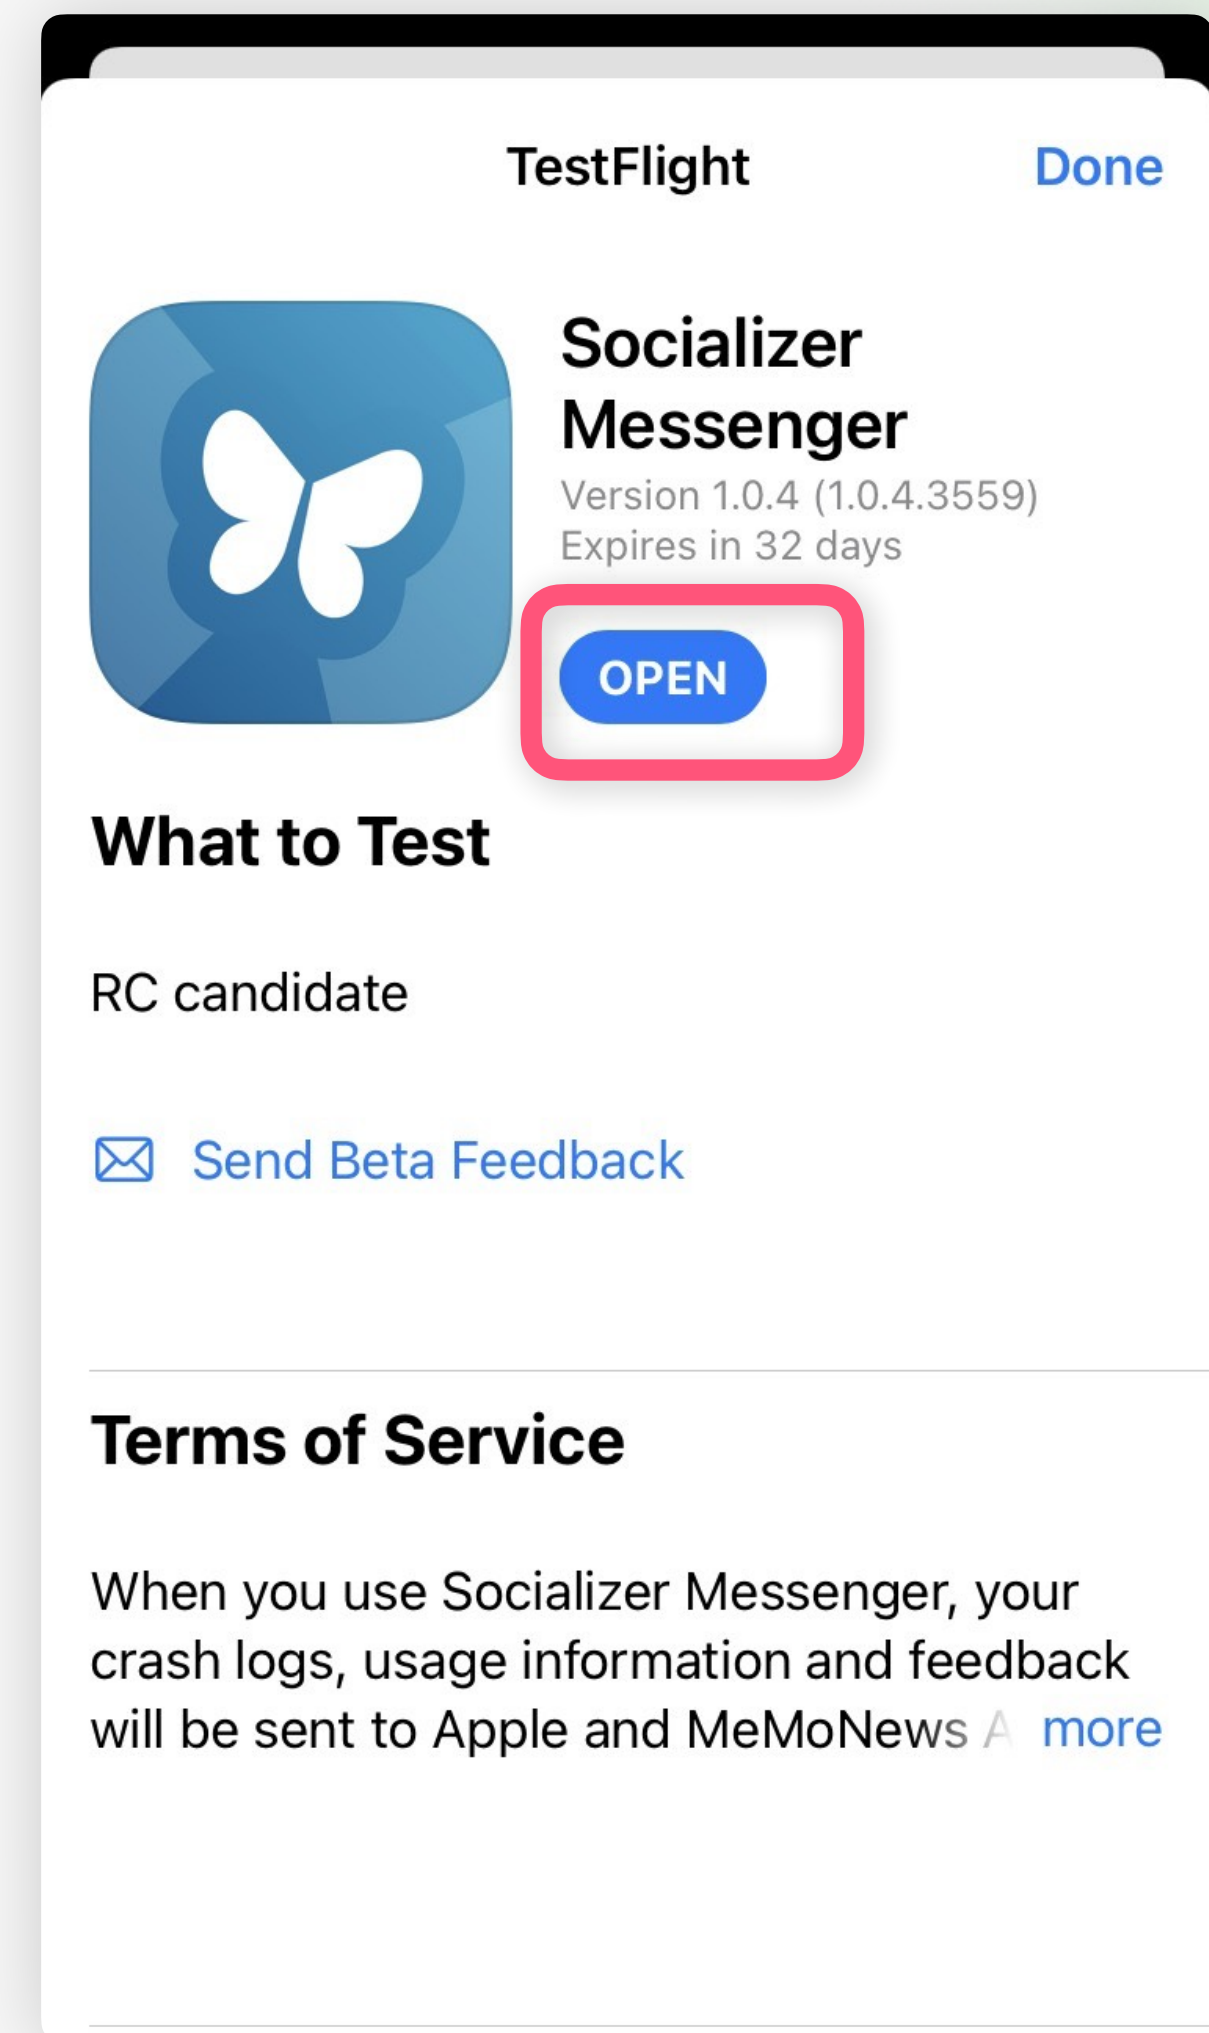 TestFlight
Done
Socializer
Messenger
Version 1.0.4 (1.0.4.3559)
Expires in 32 days
OPEN
What to Test
RC candidate
Send Beta Feedback
Terms of Service
When you use Socializer Messenger, your
crash logs, usage information and feedback
will be sent to Apple and MeMoNews A more